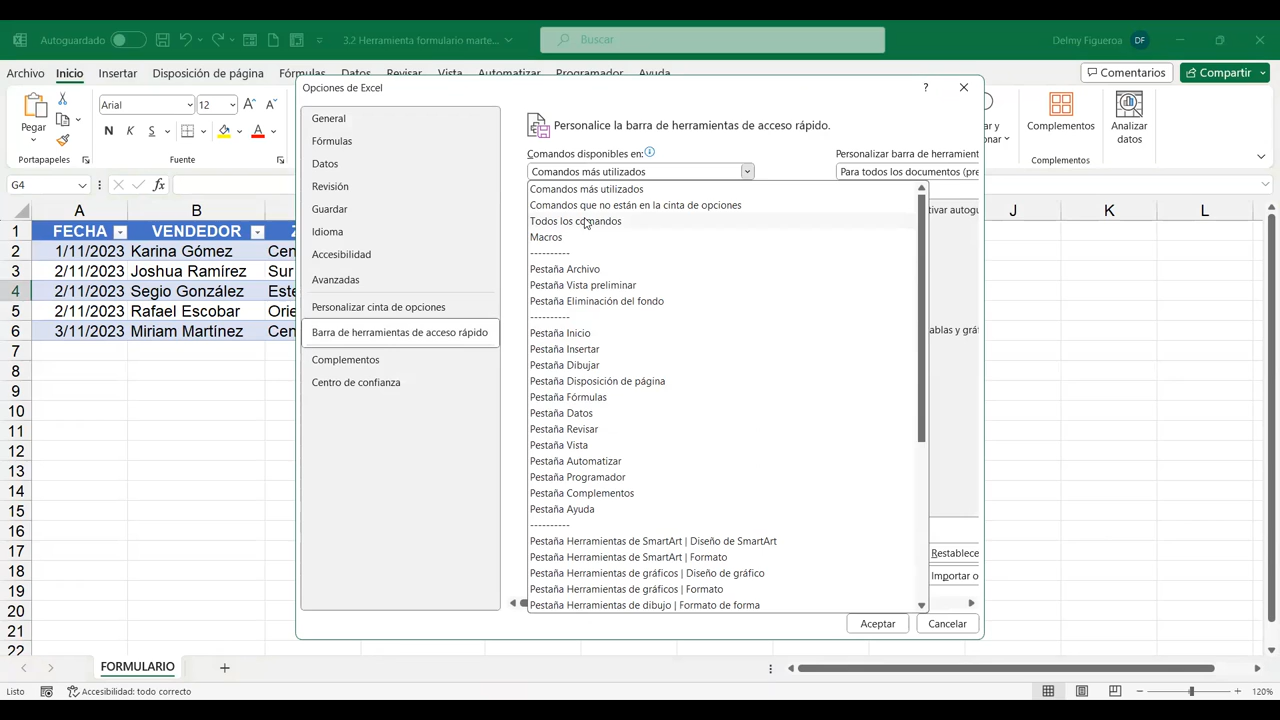 Autoguardado
3.2 Herramienta formulario marte...
Buscar
Delmy Figueroa
DF
Archivo
Inicio
Insertar
Disposición de página
Fórmulas
Datos
Revisar
Vista
Automatizar
Programador
Ayuda
Comentarios
Compartir
Pegar
Portapapeles
Arial
12
N K S
Fuente
Complementos
Complementos
Analizar
datos
G4
fx
A B J K L
1 FECHA VENDEDOR
2 1/11/2023 Karina Gómez Cen
3 2/11/2023 Joshua Ramírez Sur
4 2/11/2023 Segio González Este
5 2/11/2023 Rafael Escobar Orie
6 3/11/2023 Miriam Martínez Cen
7
8
9
10
11
12
13
14
15
16
17
18
19
20
21
22
Opciones de Excel
?
General
Fórmulas
Datos
Revisión
Guardar
Idioma
Accesibilidad
Avanzadas
Personalizar cinta de opciones
Barra de herramientas de acceso rápido
Complementos
Centro de confianza
Personalice la barra de herramientas de acceso rápido.
Comandos disponibles en:
Comandos más utilizados
Personalizar barra de herramient
Para todos los documentos (pre
Comandos más utilizados
Comandos que no están en la cinta de opciones
Todos los comandos
Macros
----------
Pestaña Archivo
Pestaña Vista preliminar
Pestaña Eliminación del fondo
----------
Pestaña Inicio
Pestaña Insertar
Pestaña Dibujar
Pestaña Disposición de página
Pestaña Fórmulas
Pestaña Datos
Pestaña Revisar
Pestaña Vista
Pestaña Automatizar
Pestaña Programador
Pestaña Complementos
Pestaña Ayuda
----------
Pestaña Herramientas de SmartArt | Diseño de SmartArt
Pestaña Herramientas de SmartArt | Formato
Pestaña Herramientas de gráficos | Diseño de gráfico
Pestaña Herramientas de gráficos | Formato
Pestaña Herramientas de dibujo | Formato de forma
Restablece
Importar o
Aceptar
Cancelar
FORMULARIO
Listo
Accesibilidad: todo correcto
120%